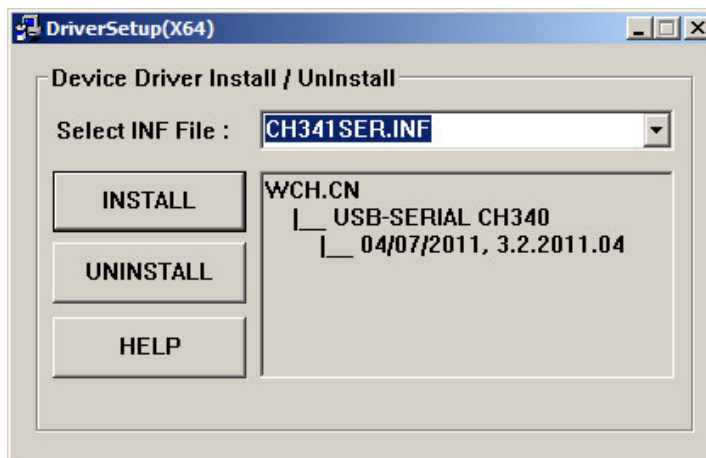 DriverSetup(X64)
Device Driver Install / UnInstall
Select INF File : CH341SER.INF
INSTALL
UNINSTALL
HELP
WCH.CN
|__ USB-SERIAL CH340
|__ 04/07/2011, 3.2.2011.04